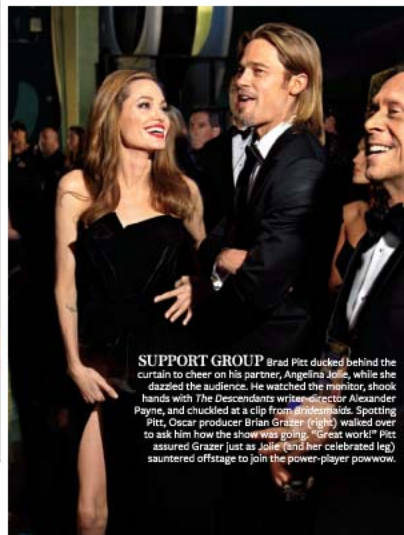 SUPPORT GROUP Brad Pitt ducked behind the
curtain to cheer on his partner, Angelina Jolie, while she
dazzled the audience. He watched the monitor, shook
hands with The Descendants writer-director Alexander
Payne, and chuckled at a clip from Bridesmaids. Spotting
Pitt, Oscar producer Brian Grazer (right) walked over
to ask him how the show was going. "Great work!" Pitt
assured Grazer just as Jolie (and her celebrated leg)
sauntered offstage to join the power-player powwow.